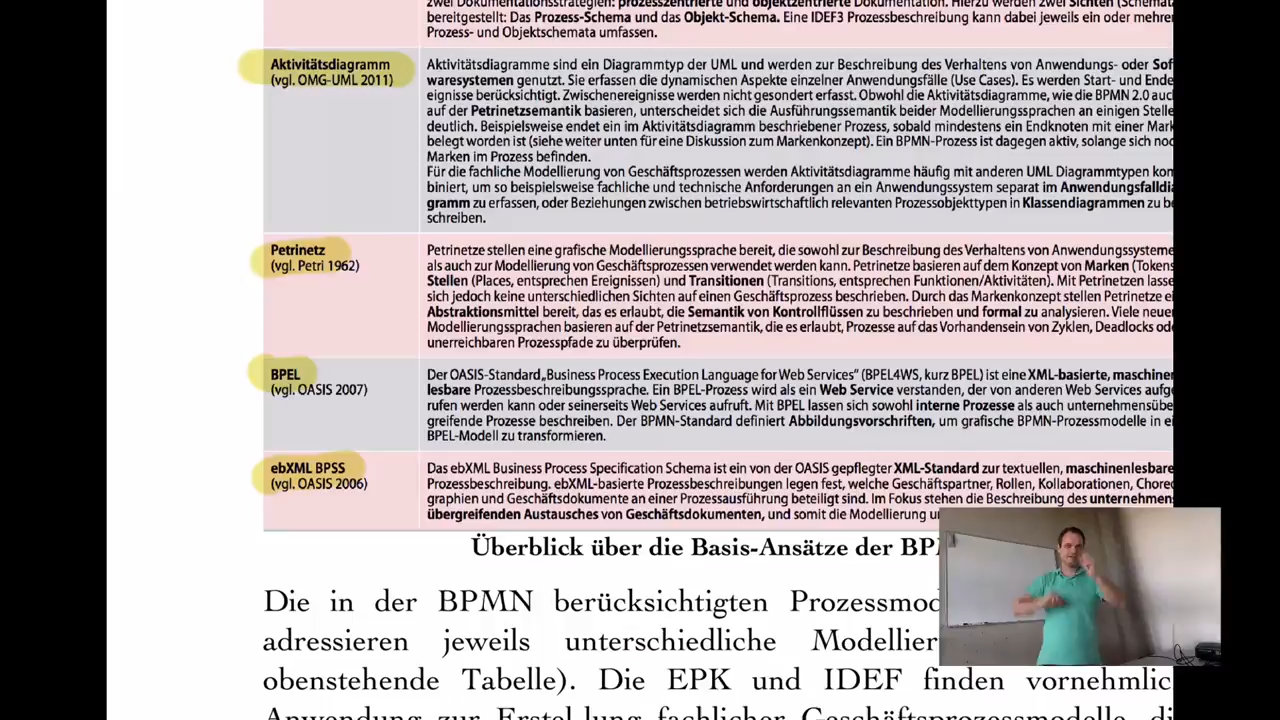 zwei Dokumentationsstrategien: prozesszentrierte und objektzentrierte Dokumentation. Hierzu werden zwei Sichten (Schemata
bereitgestellt: Das Prozess-Schema und das Objekt-Schema. Eine IDEF3 Prozessbeschreibung kann dabei jeweils ein oder mehrer
Prozess- und Objektschemata umfassen.
Aktivitätsdiagramm
(vgl. OMG-UML 2011)
Aktivitätsdiagramme sind ein Diagrammtyp der UML und werden zur Beschreibung des Verhaltens von Anwendungs- oder Sof
waresystemen genutzt. Sie erfassen die dynamischen Aspekte einzelner Anwendungsfälle (Use Cases). Es werden Start- und Ende
eignisse berücksichtigt. Zwischenereignisse werden nicht gesondert erfasst. Obwohl die Aktivitätsdiagramme, wie die BPMN 2.0 auc
auf der Petrinetzsemantik basieren, unterscheidet sich die Ausführungssemantik beider Modellierungssprachen an einigen Stelle
deutlich. Beispielsweise endet ein im Aktivitätsdiagramm beschriebener Prozess, sobald mindestens ein Endknoten mit einer Mark
belegt worden ist (siehe weiter unten für eine Diskussion zum Markenkonzept). Ein BPMN-Prozess ist dagegen aktiv, solange sich noc
Marken im Prozess befinden.
Für die fachliche Modellierung von Geschäftsprozessen werden Aktivitätsdiagramme häufig mit anderen UML Diagrammtypen kon
biniert, um so beispielsweise fachliche und technische Anforderungen an ein Anwendungssystem separat im Anwendungsfalldia
gramm zu erfassen, oder Beziehungen zwischen betriebswirtschaftlich relevanten Prozessobjekttypen in Klassendiagrammen zu be
schreiben.
Petrinetz
(vgl. Petri 1962)
Petrinetze stellen eine grafische Modellierungssprache bereit, die sowohl zur Beschreibung des Verhaltens von Anwendungssysteme
als auch zur Modellierung von Geschäftsprozessen verwendet werden kann. Petrinetze basieren auf dem Konzept von Marken (Tokens
Stellen (Places, entsprechen Ereignissen) und Transitionen (Transitions, entsprechen Funktionen/Aktivitäten). Mit Petrinetzen lasse
sich jedoch keine unterschiedlichen Sichten auf einen Geschäftsprozess beschrieben. Durch das Markenkonzept stellen Petrinetze ei
Abstraktionsmittel bereit, das es erlaubt, die Semantik von Kontrollflüssen zu beschrieben und formal zu analysieren. Viele neuer
Modellierungssprachen basieren auf der Petrinetzsemantik, die es erlaubt, Prozesse auf das Vorhandensein von Zyklen, Deadlocks ode
unerreichbaren Prozesspfade zu überprüfen.
BPEL
(vgl. OASIS 2007)
Der OASIS-Standard„Business Process Execution Language for Web Services“ (BPEL4WS, kurz BPEL) ist eine XML-basierte, maschinen
lesbare Prozessbeschreibungssprache. Ein BPEL-Prozess wird als ein Web Service verstanden, der von anderen Web Services aufge
rufen werden kann oder seinerseits Web Services aufruft. Mit BPEL lassen sich sowohl interne Prozesse als auch unternehmensübe
greifende Prozesse beschreiben. Der BPMN-Standard definiert Abbildungsvorschriften, um grafische BPMN-Prozessmodelle in ei
BPEL-Modell zu transformieren.
ebXML BPSS
(vgl. OASIS 2006)
Das ebXML Business Process Specification Schema ist ein von der OASIS gepflegter XML-Standard zur textuellen, maschinenlesbare
Prozessbeschreibung. ebXML-basierte Prozessbeschreibungen legen fest, welche Geschäftspartner, Rollen, Kollaborationen, Choreo
graphien und Geschäftsdokumente an einer Prozessausführung beteiligt sind. Im Fokus stehen die Beschreibung des unternehmens
übergreifenden Austausches von Geschäftsdokumenten, und somit die Modellierung u
Überblick über die Basis-Ansätze der BP
Die in der BPMN berücksichtigten Prozessmod
adressieren jeweils unterschiedliche Modellier
obenstehende Tabelle). Die EPK und IDEF finden vornehmlic
Anwendung zur Erstel-lung fachlicher Geschäftsprozessmodelle, di